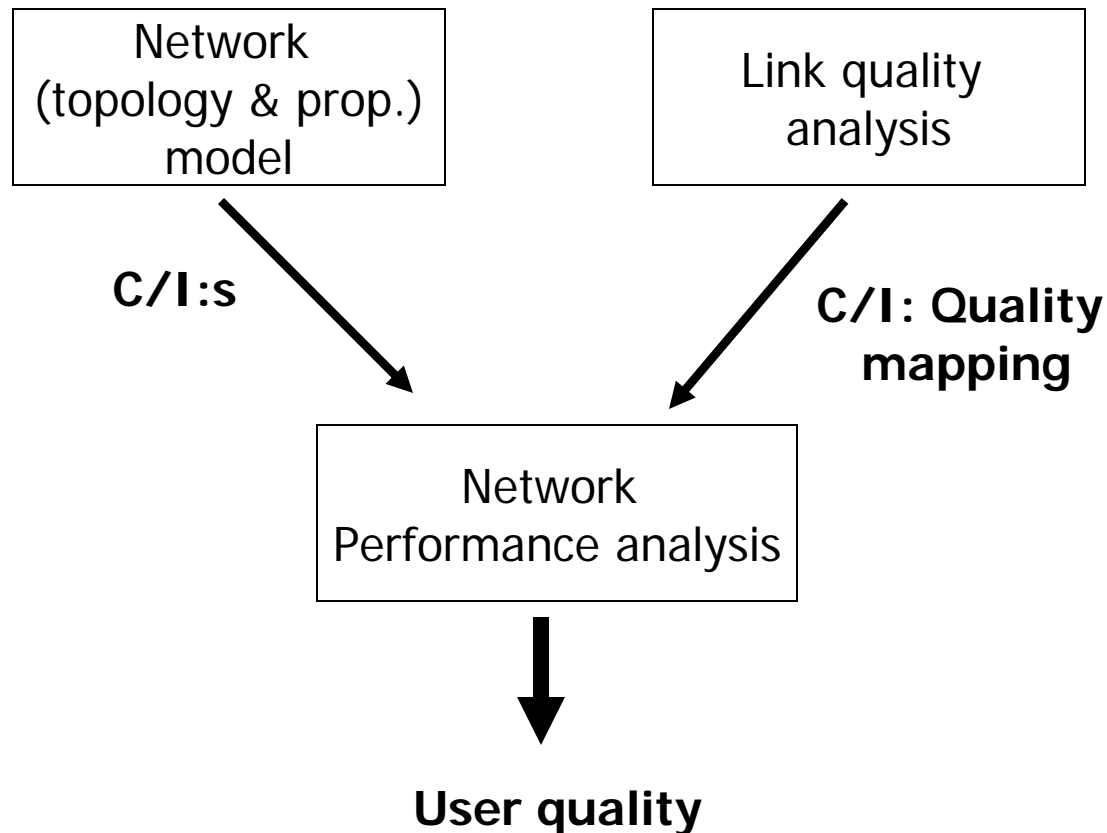 Network
(topology & prop.)
model
Link quality
analysis
C/I:s
C/I: Quality
mapping
Network
Performance analysis
User quality